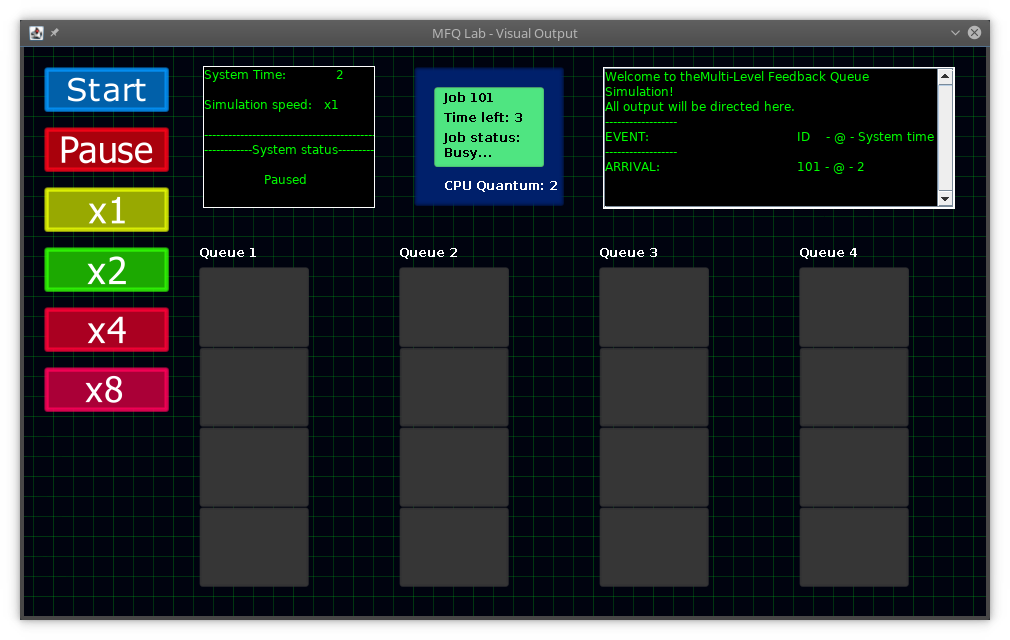 MFQ Lab - Visual Output
Start
Pause
x1
x2
x4
x8
System Time: 2
Simulation speed: x1
-----------------------------------------------
------------System status---------
Paused
Job 101
Time left: 3
Job status:
Busy...
CPU Quantum: 2
Welcome to theMulti-Level Feedback Queue
Simulation!
All output will be directed here.
------------------
EVENT: ID - @ - System time
------------------
ARRIVAL: 101 - @ - 2
Queue 1
Queue 2
Queue 3
Queue 4